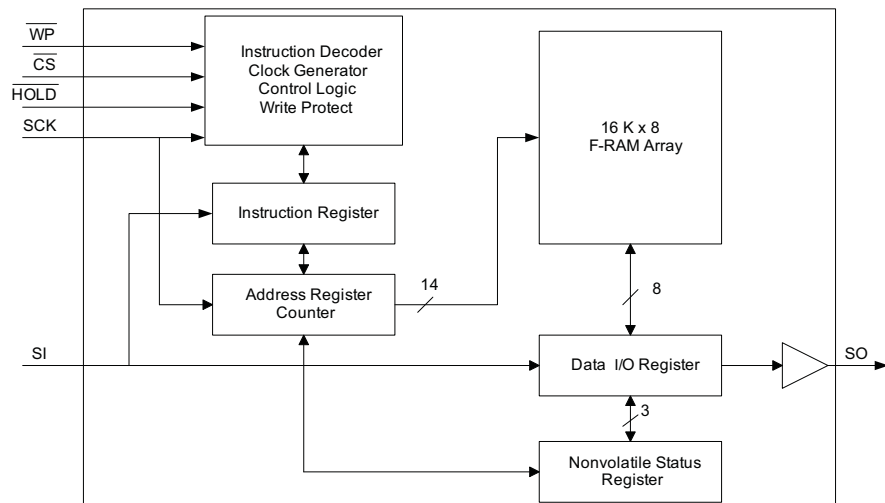 WP
CS
HOLD
SCK
Instruction Decoder
Clock Generator
Control Logic
Write Protect
16 K x 8
F-RAM Array
Instruction Register
Address Register
Counter
14
8
SI
Data I/O Register
SO
3
Nonvolatile Status
Register